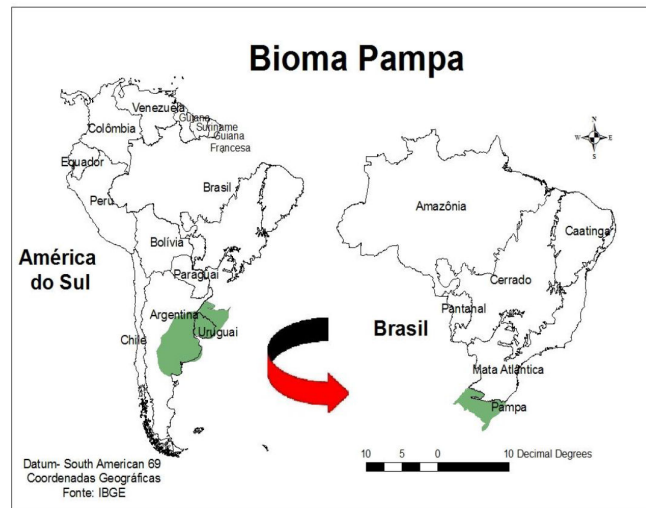 Bioma Pampa
Venezuela
Guiana
Suriname
Guiana
Francesa
Colômbia
Equador
Peru
Brasil
Bolívia
Paraguai
Argentina
Uruguai
Chile
América
do Sul
N
W
E
S
Amazônia
Caatinga
Cerrado
Pantanal
Brasil
Mata Atlântica
Pampa
10 5 0 10 Decimal Degrees
Datum- South American 69
Coordenadas Geográficas
Fonte: IBGE